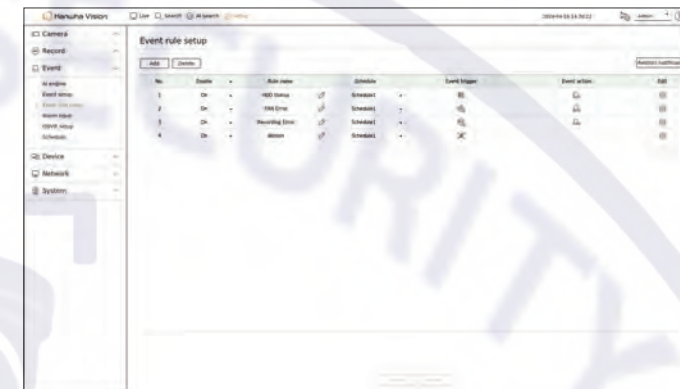 Hanwha Vision
Live Search AI search Setup
Admin
Camera
Record
Event
AI engine
Event setup
Event rule setup
Alarm input
Schedule
Device
Network
System
Event rule setup
Add Delete
No. Enable Rule name Schedule Event trigger Event action Edit
1 On HDD Status Schedule1
2 On FAN Error Schedule1
3 On Recording Error Schedule1
4 On Schedule1
SECURITY